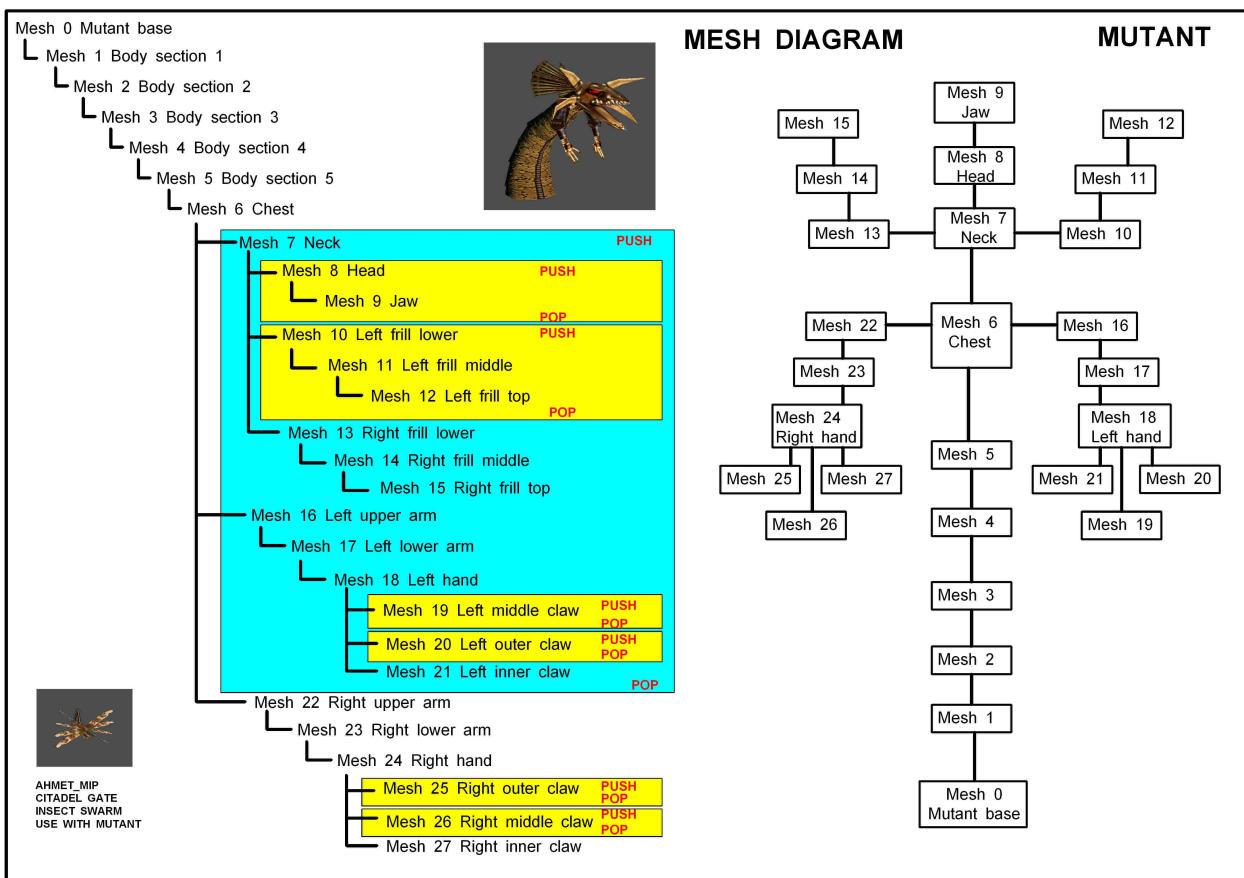 Mesh 0 Mutant base
Mesh 1 Body section 1
Mesh 2 Body section 2
Mesh 3 Body section 3
Mesh 4 Body section 4
Mesh 5 Body section 5
Mesh 6 Chest
Mesh 7 Neck PUSH
Mesh 8 Head PUSH
Mesh 9 Jaw
POP
Mesh 10 Left frill lower PUSH
Mesh 11 Left frill middle
Mesh 12 Left frill top
POP
Mesh 13 Right frill lower
Mesh 14 Right frill middle
Mesh 15 Right frill top
Mesh 16 Left upper arm
Mesh 17 Left lower arm
Mesh 18 Left hand
Mesh 19 Left middle claw PUSH
POP
Mesh 20 Left outer claw PUSH
POP
Mesh 21 Left inner claw
POP
Mesh 22 Right upper arm
Mesh 23 Right lower arm
Mesh 24 Right hand
Mesh 25 Right outer claw PUSH
POP
Mesh 26 Right middle claw PUSH
POP
Mesh 27 Right inner claw
AHMET_MIP
CITADEL GATE
INSECT SWARM
USE WITH MUTANT
MESH DIAGRAM MUTANT
Mesh 9
Jaw
Mesh 15
Mesh 12
Mesh 8
Head
Mesh 14
Mesh 11
Mesh 13
Mesh 7
Neck
Mesh 10
Mesh 22
Mesh 6
Chest
Mesh 16
Mesh 23
Mesh 17
Mesh 24
Right hand
Mesh 18
Left hand
Mesh 25
Mesh 27
Mesh 5
Mesh 21
Mesh 20
Mesh 26
Mesh 4
Mesh 19
Mesh 3
Mesh 2
Mesh 1
Mesh 0
Mutant base